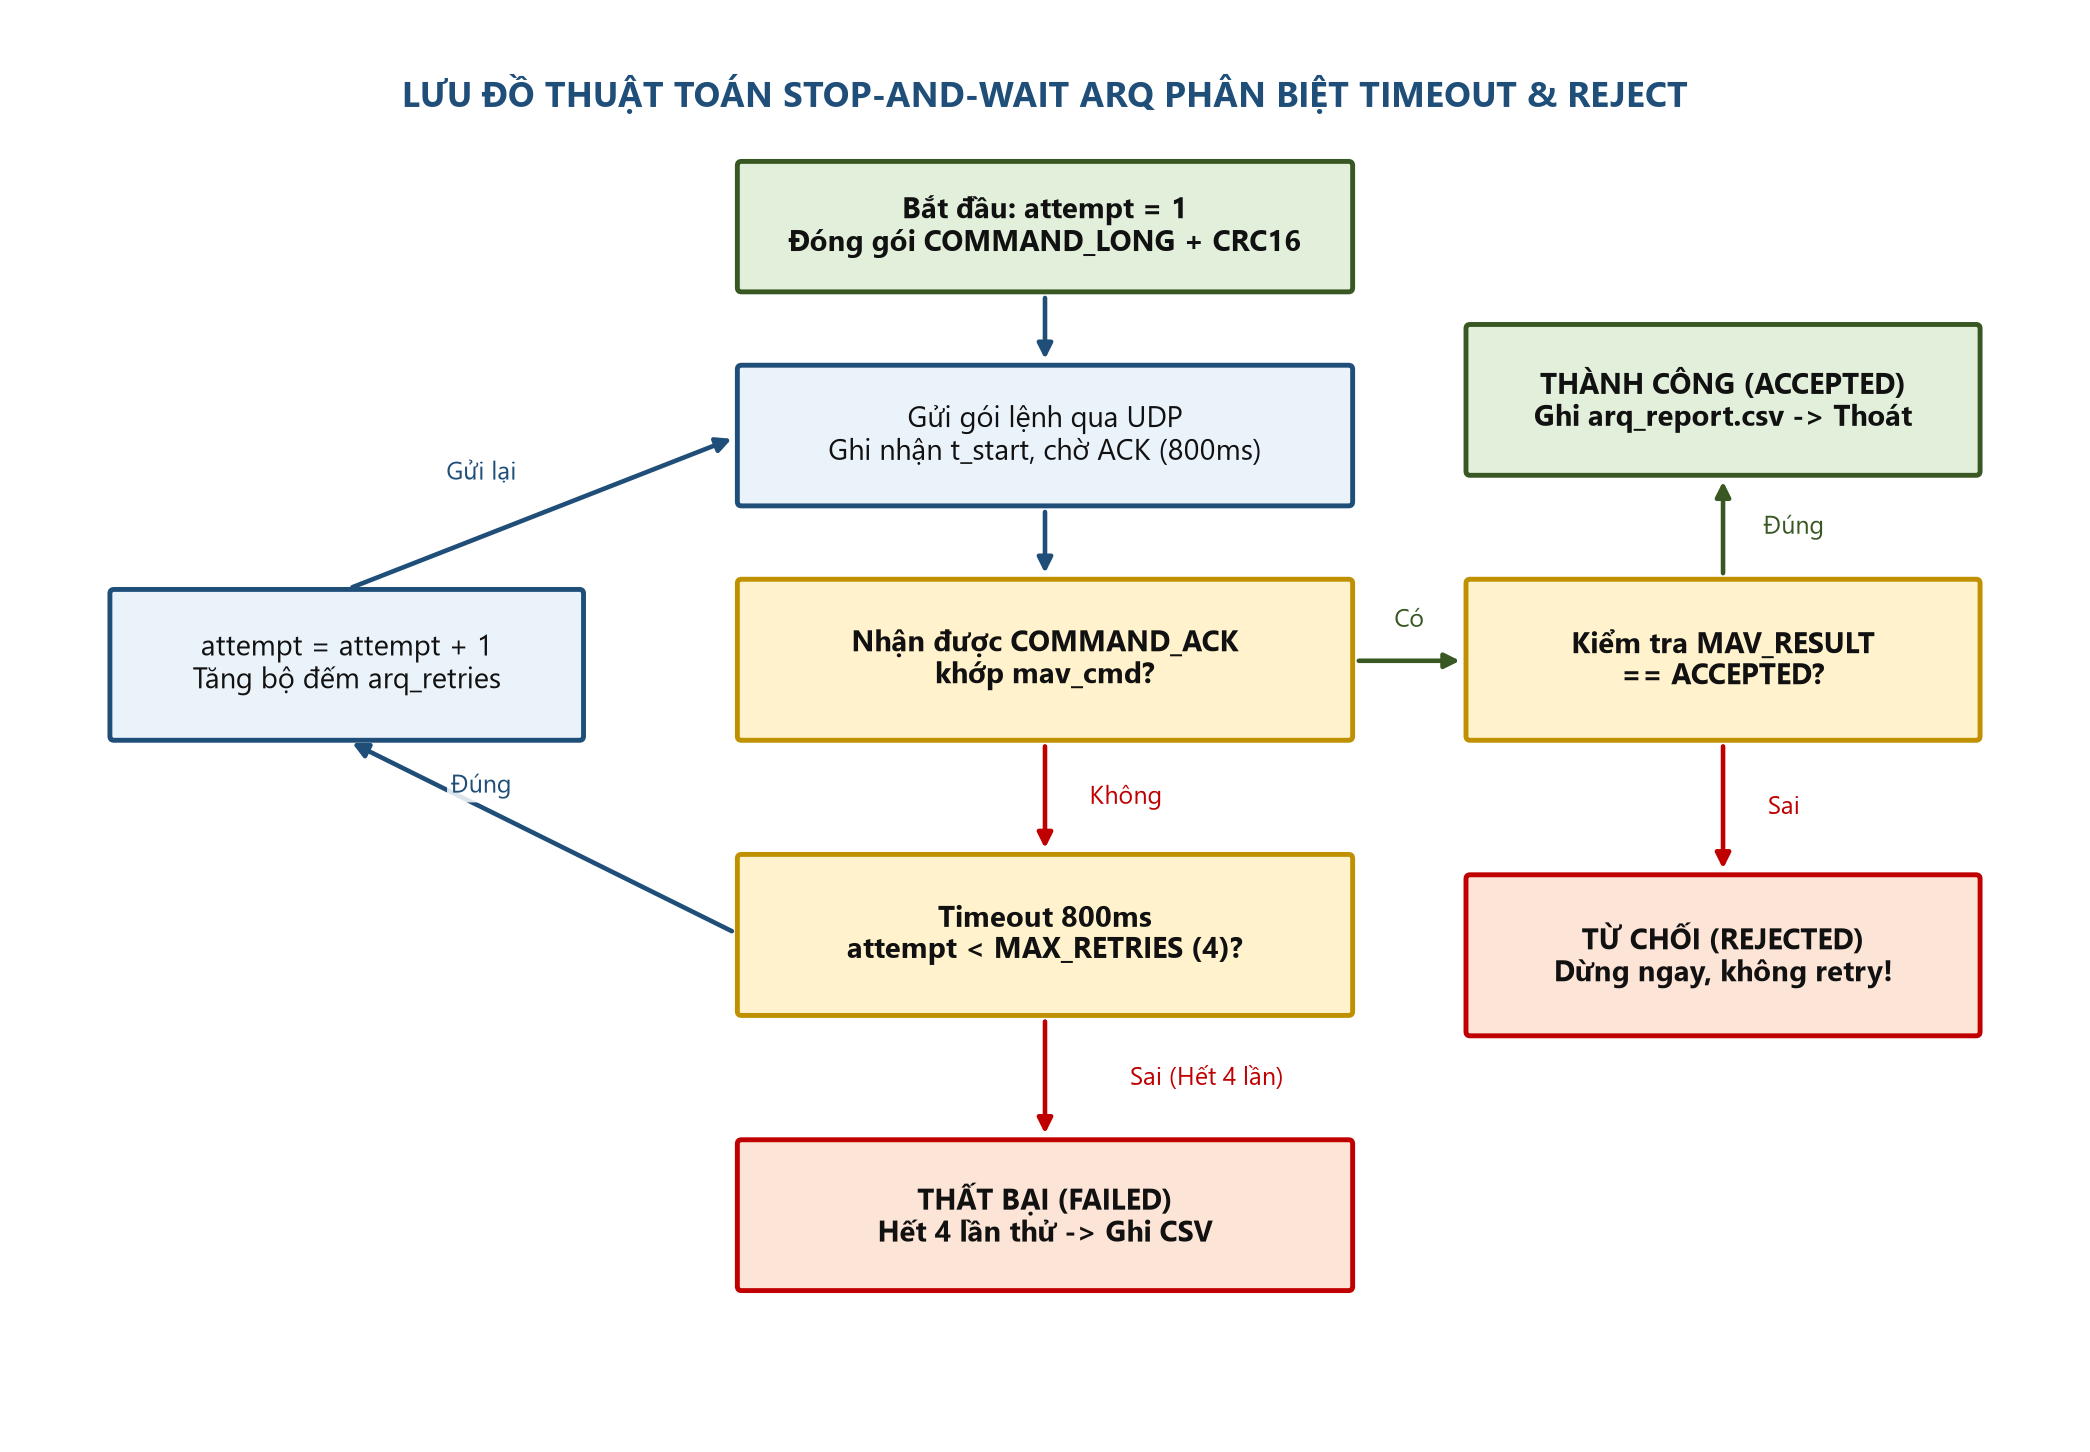 LƯU ĐỒ THUẬT TOÁN STOP-AND-WAIT ARQ PHÂN BIỆT TIMEOUT & REJECT
Bắt đầu: attempt = 1
Đóng gói COMMAND_LONG + CRC16
Gửi gói lệnh qua UDP
Ghi nhận t_start, chờ ACK (800ms)
THÀNH CÔNG (ACCEPTED)
Ghi arq_report.csv -> Thoát
Gửi lại
Đúng
attempt = attempt + 1
Tăng bộ đếm arq_retries
Nhận được COMMAND_ACK
khớp mav_cmd?
Có
Kiểm tra MAV_RESULT
== ACCEPTED?
Đúng
Không
Sai
Timeout 800ms
attempt < MAX_RETRIES (4)?
TỪ CHỐI (REJECTED)
Dừng ngay, không retry!
Sai (Hết 4 lần)
THẤT BẠI (FAILED)
Hết 4 lần thử -> Ghi CSV